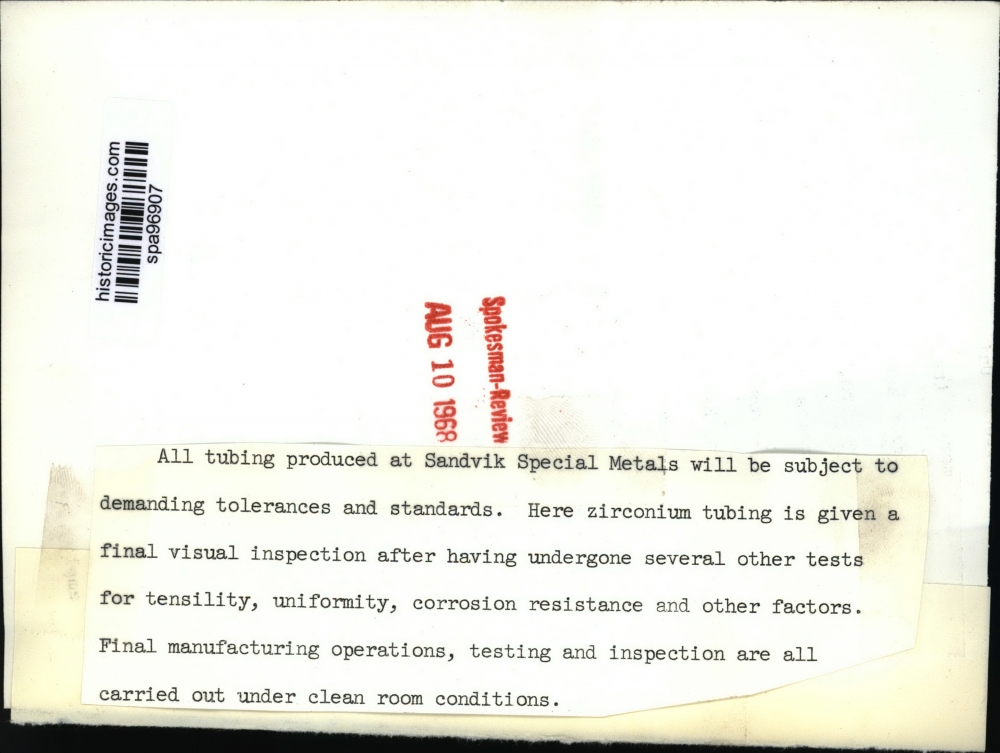 historicimages.com
spa96907
Spokesman-Review
AUG 10 1968
All tubing produced at Sandvik Special Metals will be subject to
demanding tolerances and standards.  Here zirconium tubing is given a
final visual inspection after having undergone several other tests
for tensility, uniformity, corrosion resistance and other factors.
Final manufacturing operations, testing and inspection are all
carried out under clean room conditions.